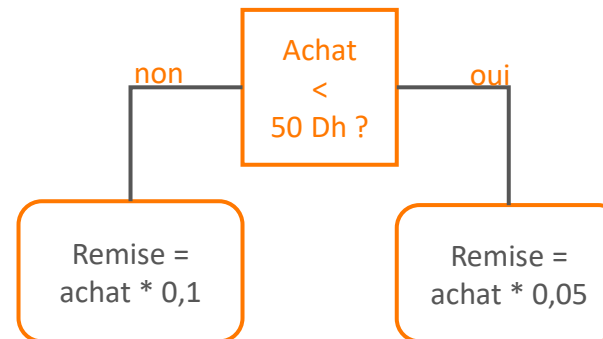 Achat
<
50 Dh ?
non
oui
Remise =
achat * 0,1
Remise =
achat * 0,05